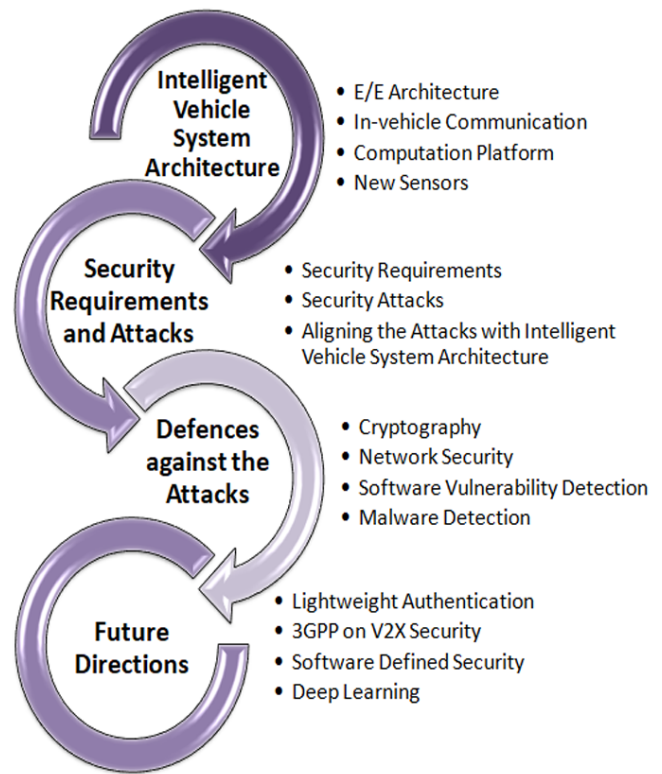 Intelligent
Vehicle
System
Architecture
• E/E Architecture
• In-vehicle Communication
• Computation Platform
• New Sensors
Security
Requirements
and Attacks
• Security Requirements
• Security Attacks
• Aligning the Attacks with Intelligent
Vehicle System Architecture
Defences
against the
Attacks
• Cryptography
• Network Security
• Software Vulnerability Detection
• Malware Detection
Future
Directions
• Lightweight Authentication
• 3GPP on V2X Security
• Software Defined Security
• Deep Learning